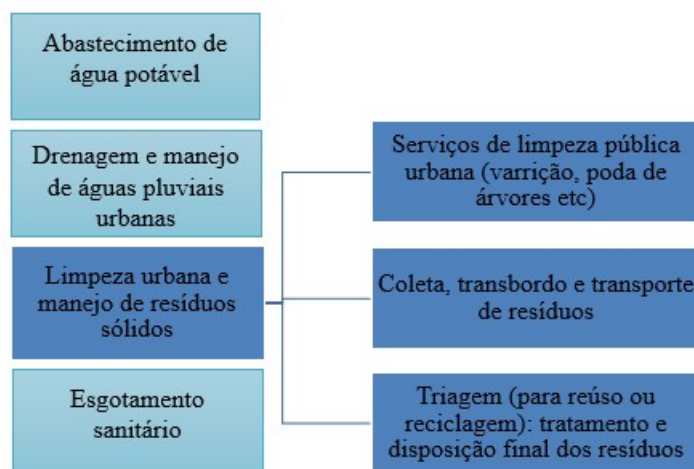 Abastecimento de
água potável
Drenagem e manejo
de águas pluviais
urbanas
Limpeza urbana e
manejo de resíduos
sólidos
Esgotamento
sanitário
Serviços de limpeza pública
urbana (varrição, poda de
árvores etc)
Coleta, transbordo e transporte
de resíduos
Triagem (para reúso ou
reciclagem): tratamento e
disposição final dos resíduos